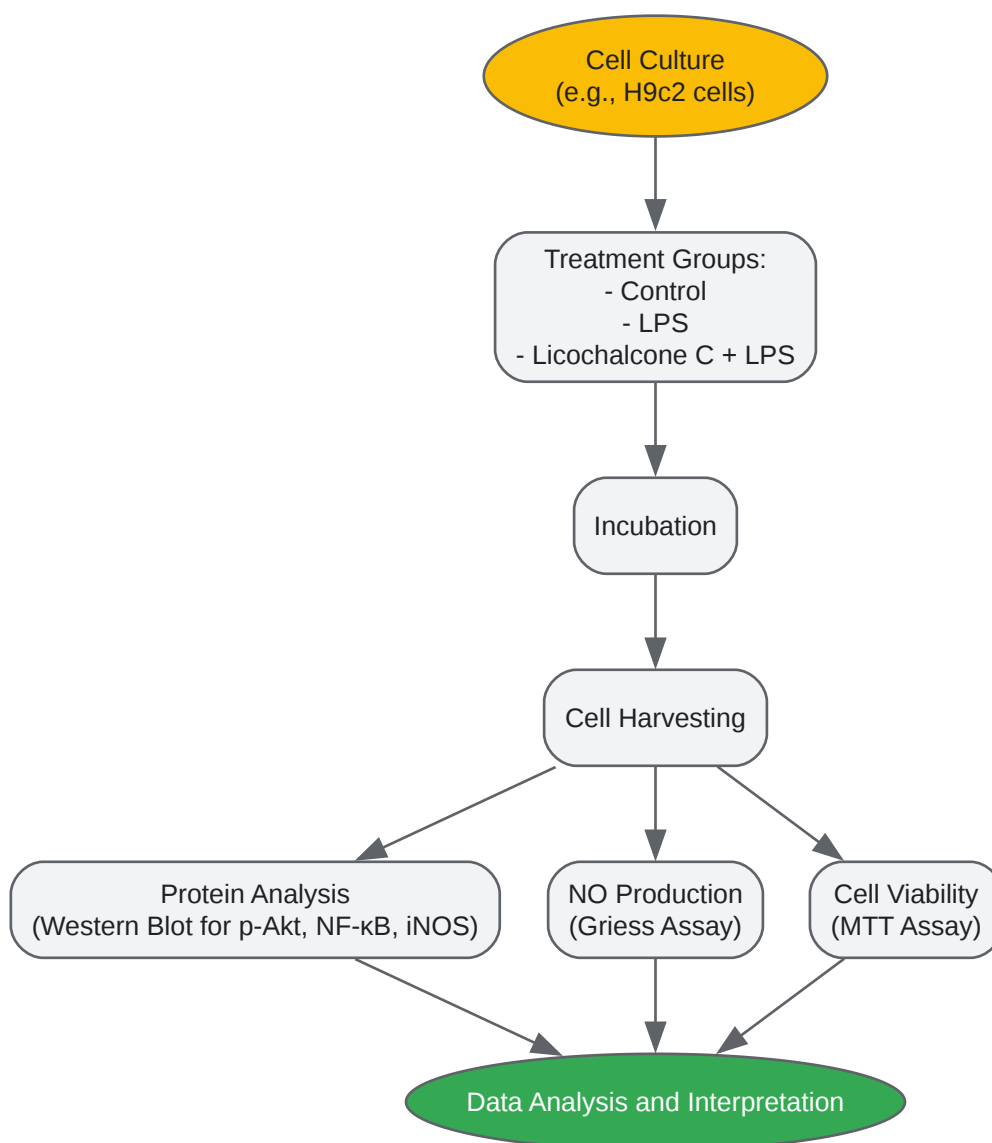 Cell Culture
(e.g., H9c2 cells)
Treatment Groups:
- Control
- LPS
- Licochalcone C + LPS
Incubation
Cell Harvesting
Protein Analysis
(Western Blot for p-Akt, NF-κB, iNOS)
NO Production
(Griess Assay)
Cell Viability
(MTT Assay)
Data Analysis and Interpretation